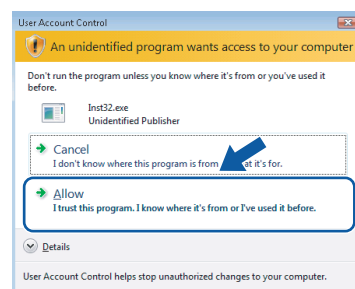 User Account Control
An unidentified program wants access to your computer
Don't run the program unless you know where it's from or you've used it
before.
Inst32.exe
Unidentified Publisher
Cancel
I don't know where this program is from at it's for.
Allow
I trust this program. I know where it's from or I've used it before.
Details
User Account Control helps stop unauthorized changes to your computer.